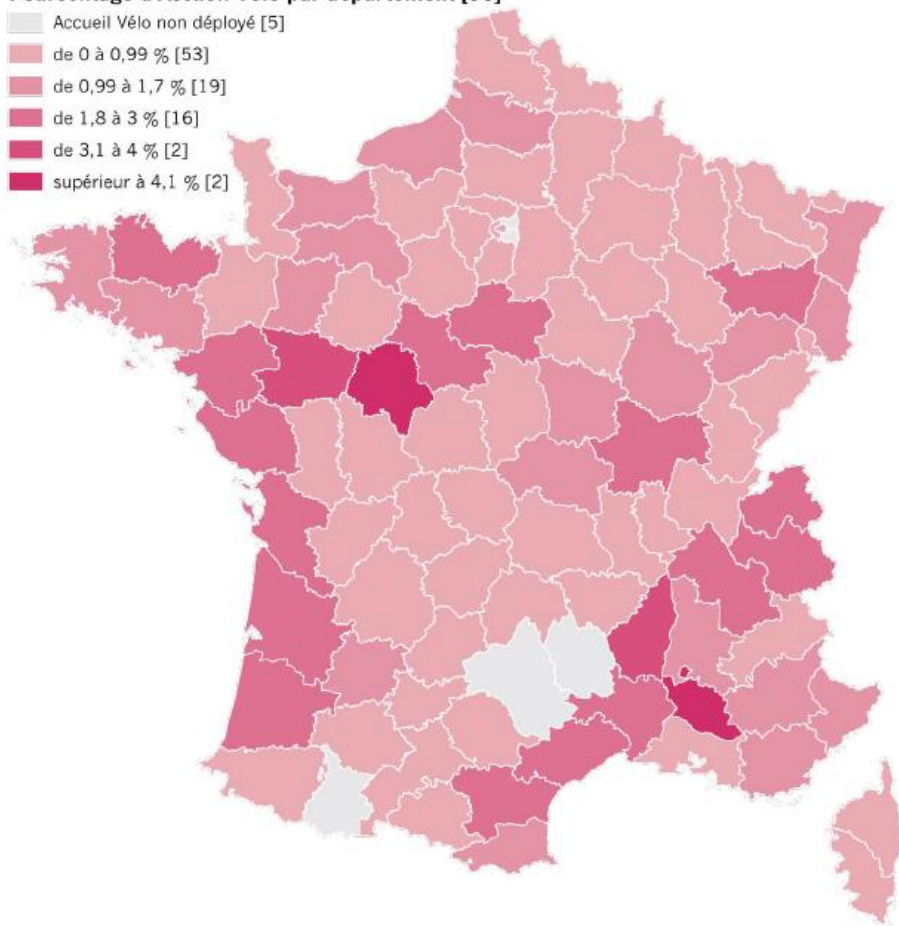 Accueil Vélo non déployé [5]
de 0 à 0,99 % [53]
de 0,99 à 1,7 % [19]
de 1,8 à 3 % [16]
de 3,1 à 4 % [2]
supérieur à 4,1 % [2]